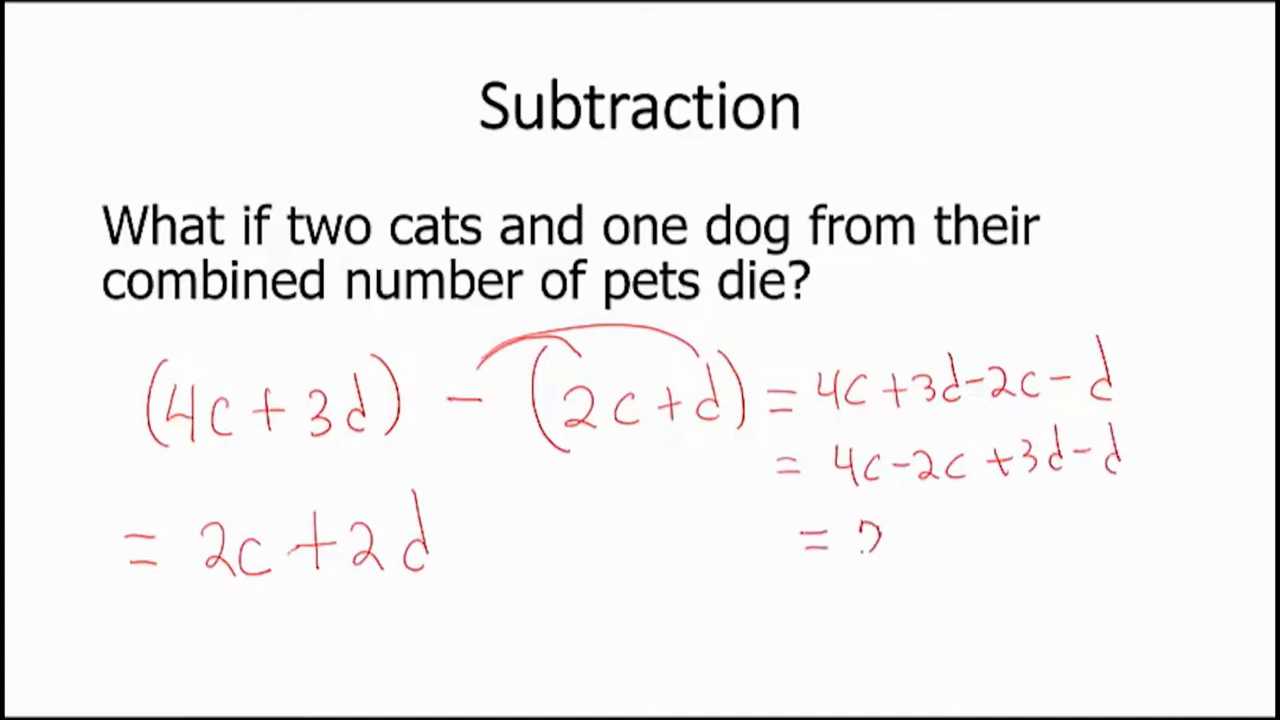 Subtraction
What if two cats and one dog from their
combined number of pets die?
(4c + 3d) - (2c + d) = 4c + 3d - 2c - d
= 4c - 2c + 3d - d
= 2c + 2d
= 2